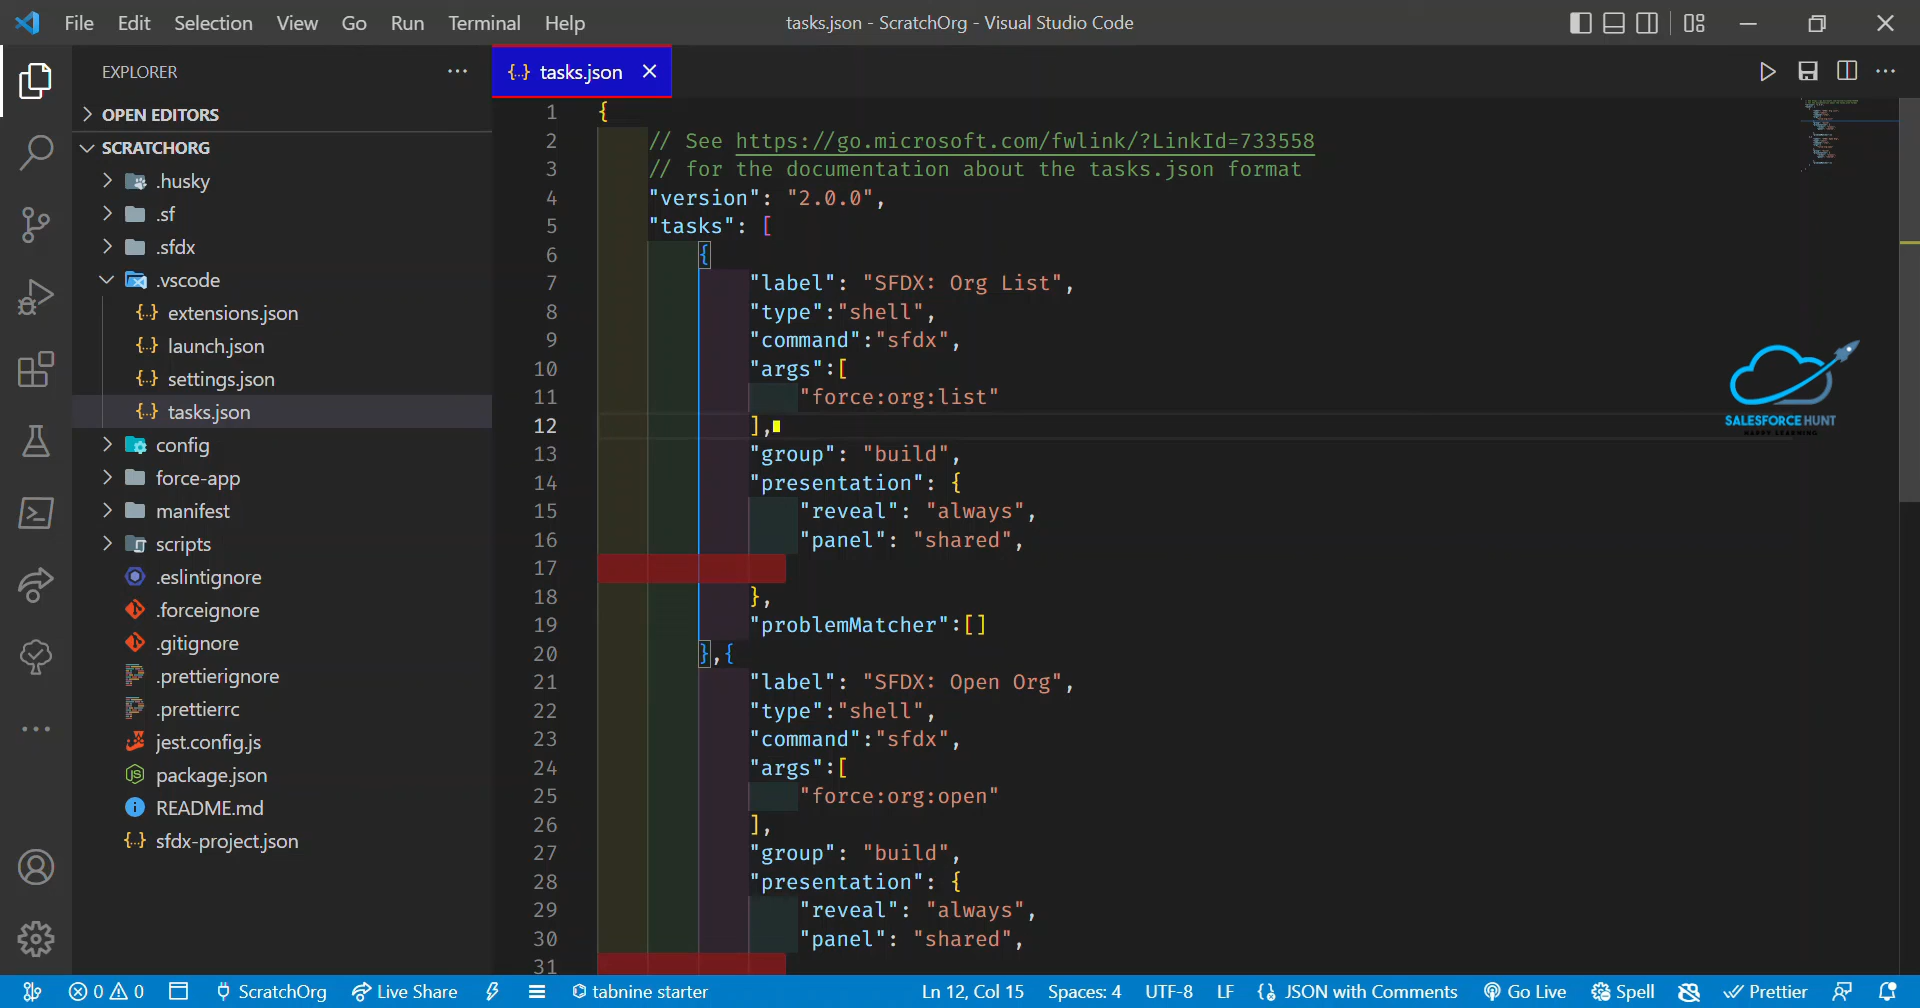 File Edit Selection View Go Run Terminal Help
tasks.json - ScratchOrg - Visual Studio Code
EXPLORER
OPEN EDITORS
SCRATCHORG
.husky
.sf
.sfdx
.vscode
extensions.json
launch.json
settings.json
tasks.json
config
force-app
manifest
scripts
.eslintignore
.forceignore
.gitignore
.prettierignore
.prettierrc
jest.config.js
package.json
README.md
sfdx-project.json
{..} tasks.json
1 {
2 // See https://go.microsoft.com/fwlink/?LinkId=733558
3 // for the documentation about the tasks.json format
4 "version": "2.0.0",
5 "tasks": [
6 {
7 "label": "SFDX: Org List",
8 "type":"shell",
9 "command":"sfdx",
10 "args":[
11 "force:org:list"
12 ],
13 "group": "build",
14 "presentation": {
15 "reveal": "always",
16 "panel": "shared",
17
18 },
19 "problemMatcher":[]
20 },{
21 "label": "SFDX: Open Org",
22 "type":"shell",
23 "command":"sfdx",
24 "args":[
25 "force:org:open"
26 ],
27 "group": "build",
28 "presentation": {
29 "reveal": "always",
30 "panel": "shared",
31
SALESFORCE HUNT
HAPPY LEARNING
0 0 ScratchOrg Live Share tabnine starter Ln 12, Col 15 Spaces: 4 UTF-8 LF JSON with Comments Go Live Spell Prettier